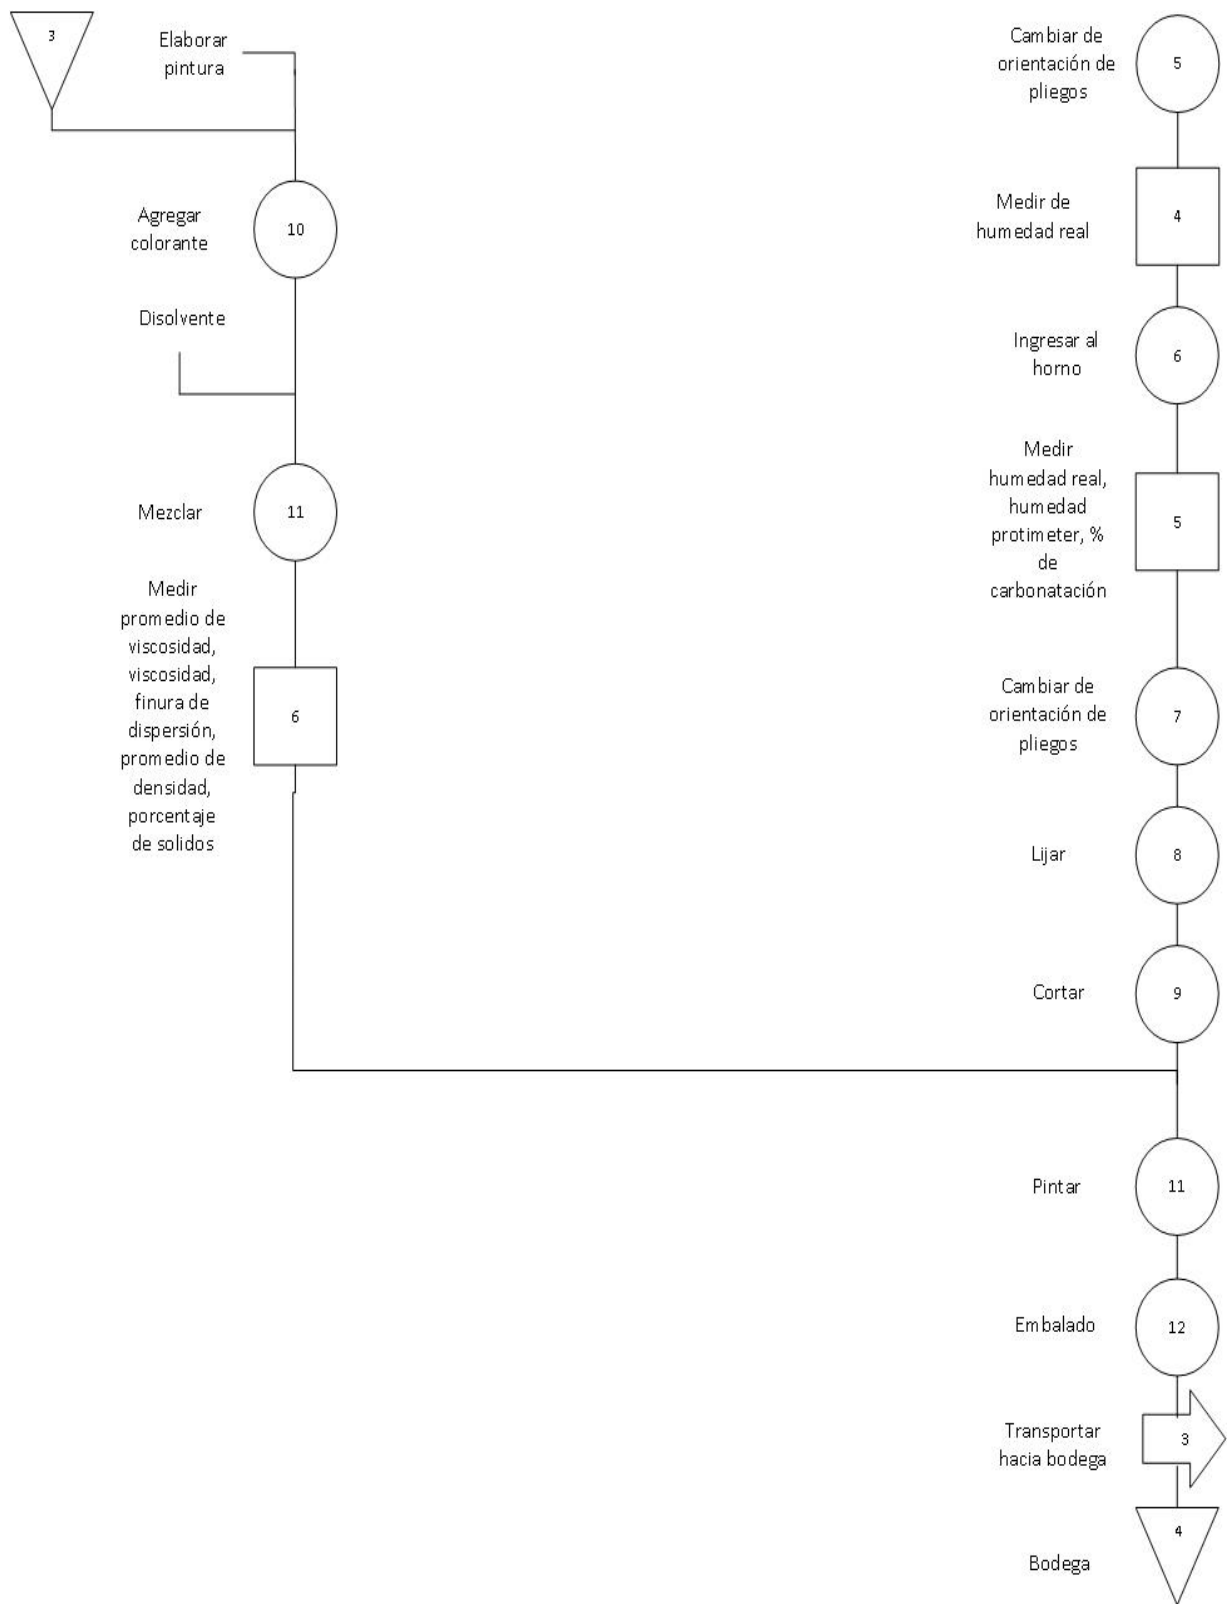 3
Elaborar
pintura
Agregar
colorante
10
Disolvente
Mezclar
11
Medir
promedio de
viscosidad,
viscosidad,
finura de
dispersión,
promedio de
densidad,
porcentaje
de solidos
6
Cambiar de
orientación de
pliegos
5
Medir de
humedad real
4
Ingresar al
horno
6
Medir
humedad real,
humedad
protimeter, %
de
carbonatación
5
Cambiar de
orientación de
pliegos
7
Lijar
8
Cortar
9
Pintar
11
Embalado
12
Transportar
hacia bodega
3
Bodega
4